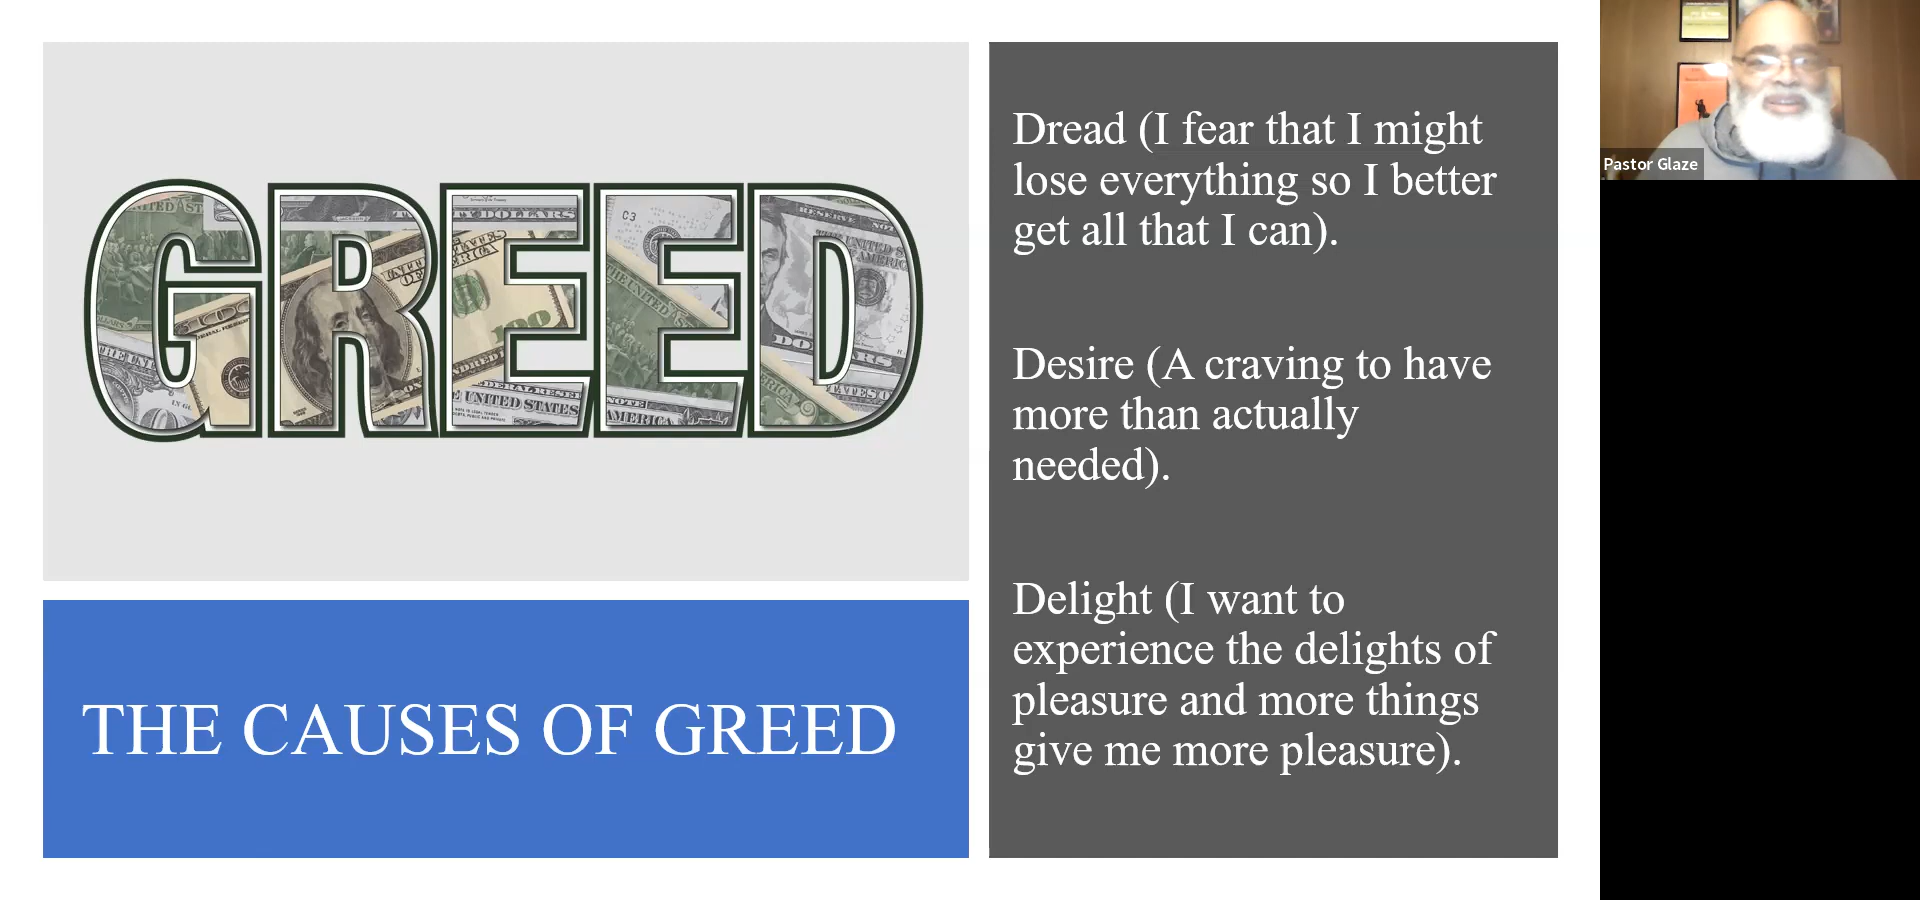 GREED
THE CAUSES OF GREED
Dread (I fear that I might
lose everything so I better
get all that I can).
Desire (A craving to have
more than actually
needed).
Delight (I want to
experience the delights of
pleasure and more things
give me more pleasure).
Pastor Glaze